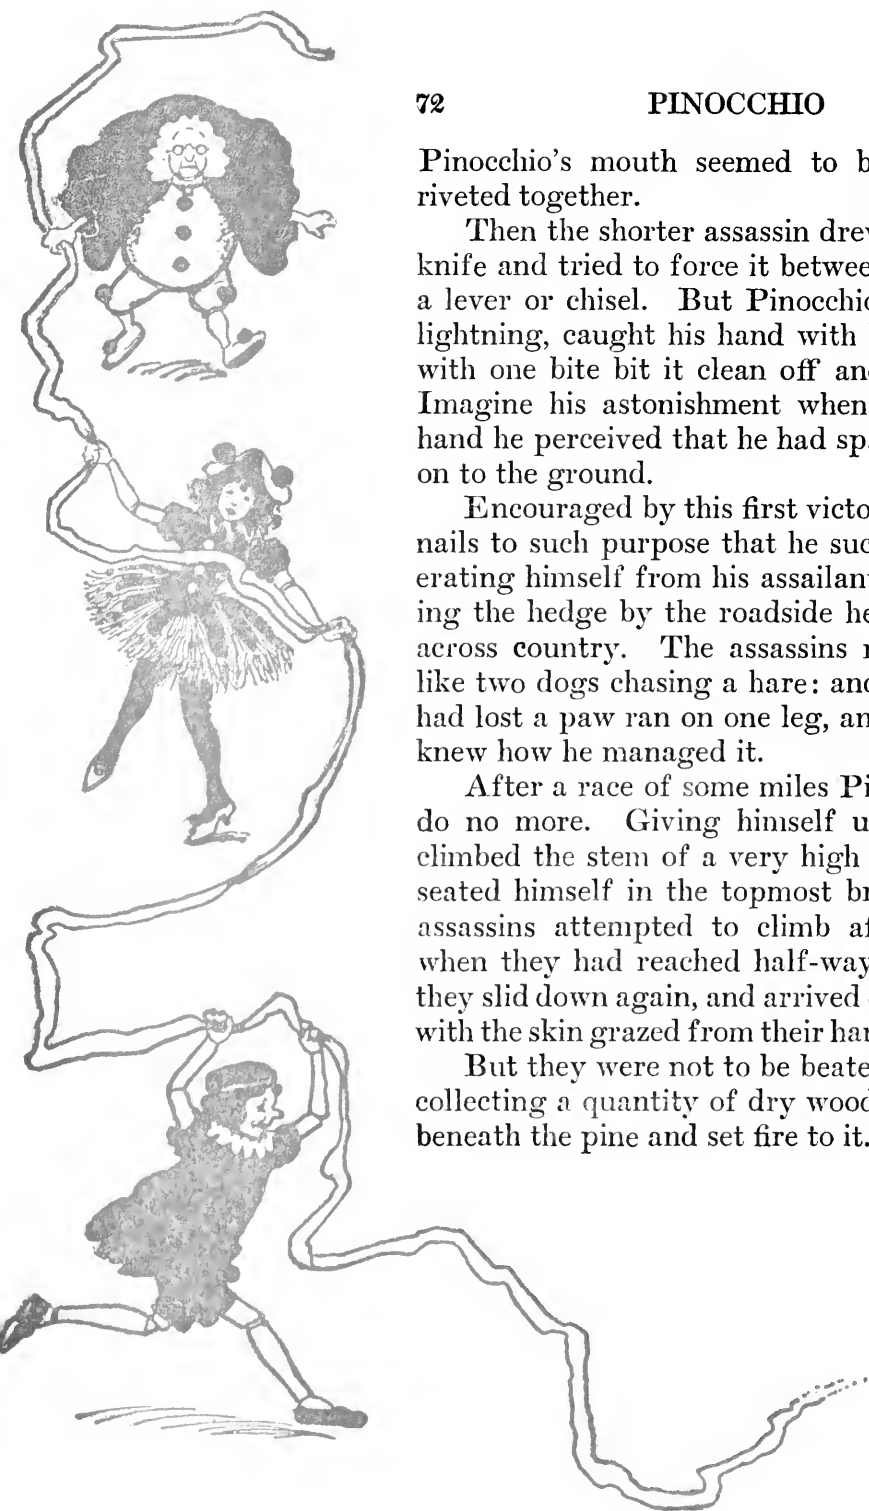 72 PINOCCHIO
Pinocchio's mouth seemed to b
riveted together.
Then the shorter assassin drew
knife and tried to force it betwee
a lever or chisel. But Pinocchio
lightning, caught his hand with
with one bite bit it clean off and
Imagine his astonishment when
hand he perceived that he had sp
on to the ground.
Encouraged by this first victo
nails to such purpose that he suc
erating himself from his assailan
ing the hedge by the roadside he
across country. The assassins
like two dogs chasing a hare: and
had lost a paw ran on one leg, an
knew how he managed it.
After a race of some miles Pi
do no more. Giving himself u
climbed the stem of a very high
seated himself in the topmost br
assassins attempted to climb af
when they had reached half-way
they slid down again, and arrived
with the skin grazed from their han
But they were not to be beate
collecting a quantity of dry wood
beneath the pine and set fire to it.